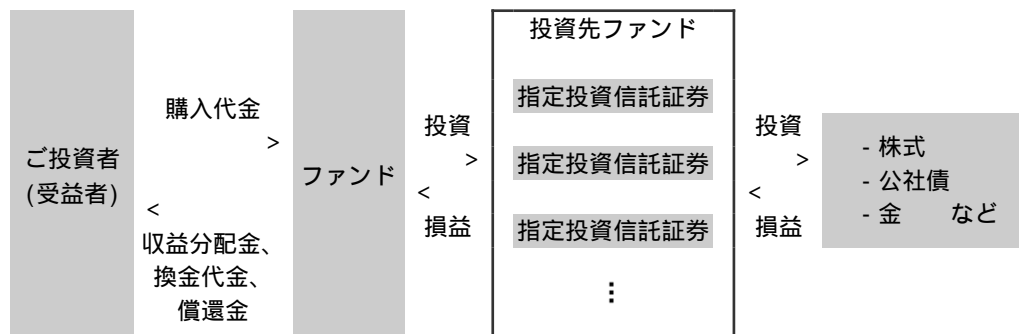 ご投資者
(受益者)
購入代金
>
<
収益分配金、
換金代金、
償還金
ファンド
投資
>
<
損益
投資先ファンド
指定投資信託証券
指定投資信託証券
指定投資信託証券
⋮
投資
>
<
損益
- 株式
- 公社債
- 金　　など